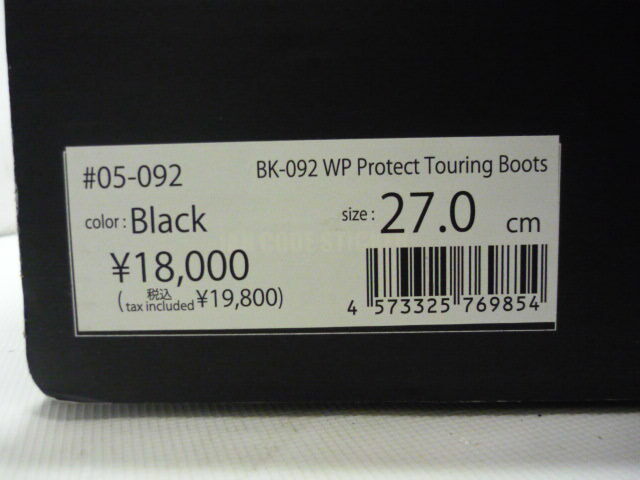 #05-092
BK-092 WP Protect Touring Boots
color: Black
size: 27.0 cm
¥18,000
(税込 tax included ¥19,800)
4 573325 769854